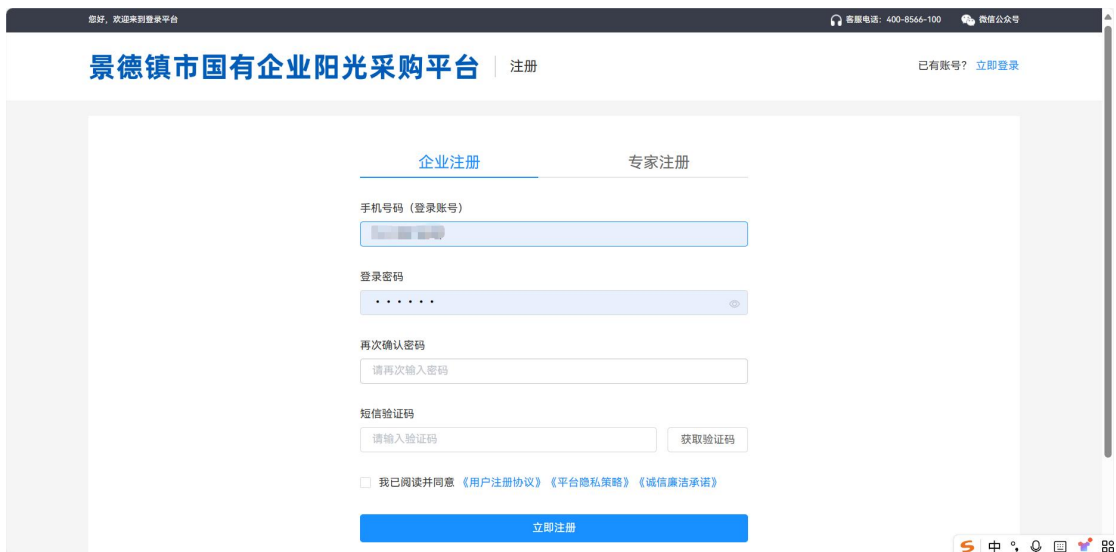 您好，欢迎来到登录平台
客服电话：400-8566-100 微信公众号
景德镇市国有企业阳光采购平台 注册
已有账号？ 立即登录
企业注册 专家注册
手机号码（登录账号）
登录密码
······
再次确认密码
请再次输入密码
短信验证码
请输入验证码 获取验证码
我已阅读并同意 《用户注册协议》 《平台隐私策略》 《诚信廉洁承诺》
立即注册
中